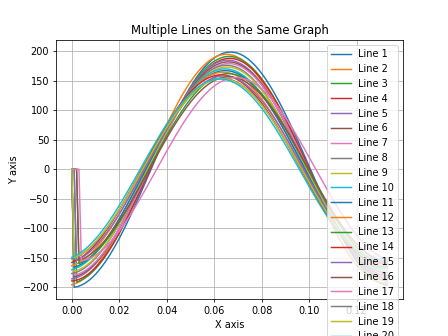 Multiple Lines on the Same Graph
200
150
100
50
0
−50
−100
−150
−200
Y axis
0.00 0.02 0.04 0.06 0.08 0.10
X axis
Line 1
Line 2
Line 3
Line 4
Line 5
Line 6
Line 7
Line 8
Line 9
Line 10
Line 11
Line 12
Line 13
Line 14
Line 15
Line 16
Line 17
Line 18
Line 19
Line 20